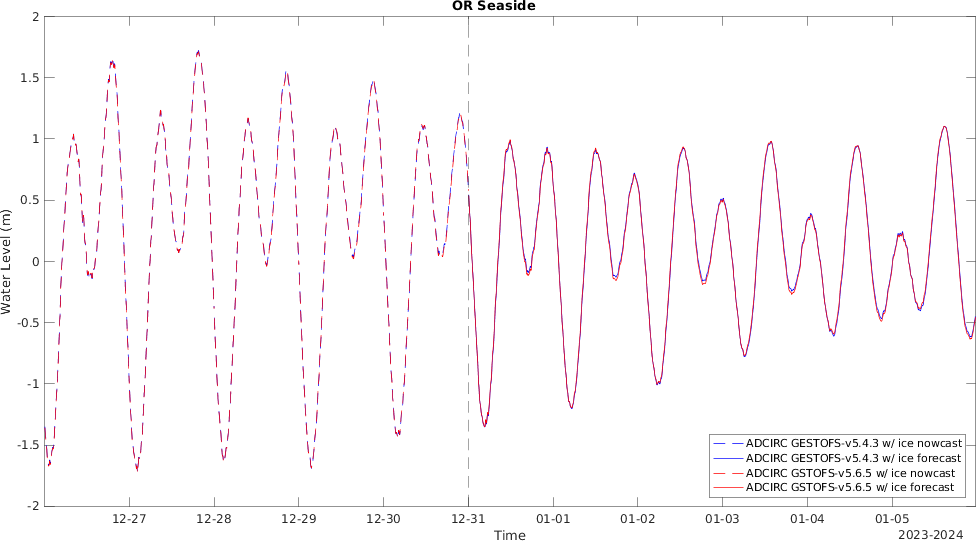 OR Seaside
Water Level (m)
2
1.5
1
0.5
0
-0.5
-1
-1.5
-2
ADCIRC GESTOFS-v5.4.3 w/ ice nowcast
ADCIRC GESTOFS-v5.4.3 w/ ice forecast
ADCIRC GSTOFS-v5.6.5 w/ ice nowcast
ADCIRC GSTOFS-v5.6.5 w/ ice forecast
12-27 12-28 12-29 12-30 12-31 01-01 01-02 01-03 01-04 01-05
Time
2023-2024